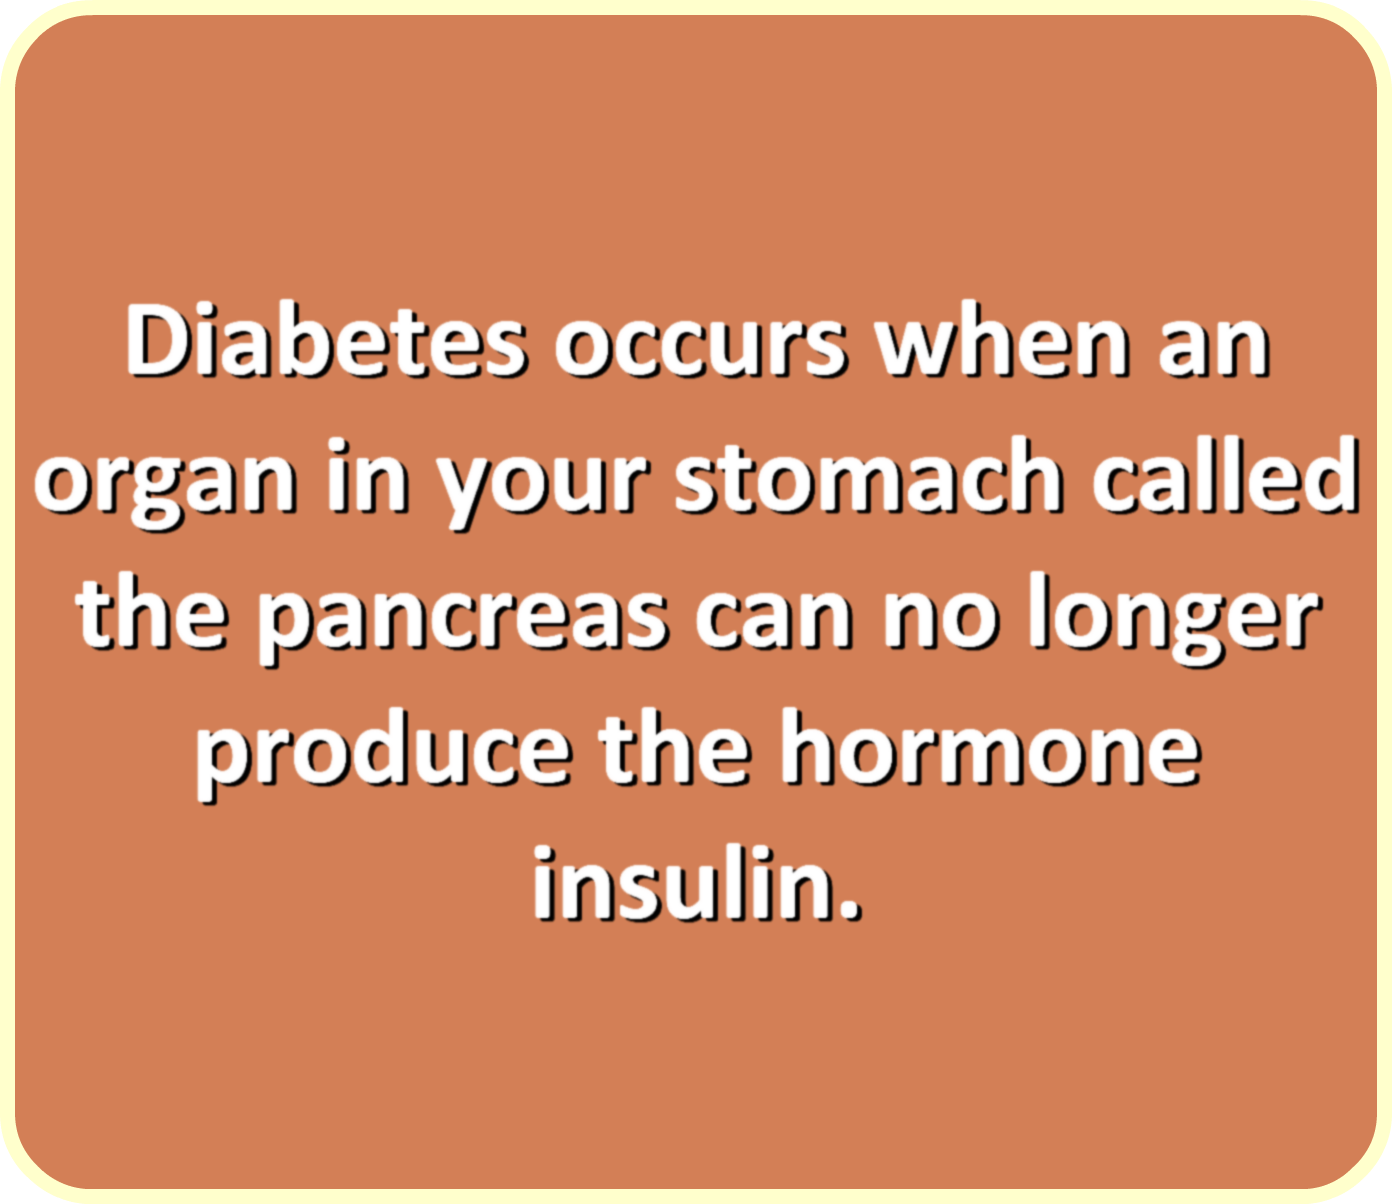 Diabetes occurs when an
organ in your stomach called
the pancreas can no longer
produce the hormone
insulin.